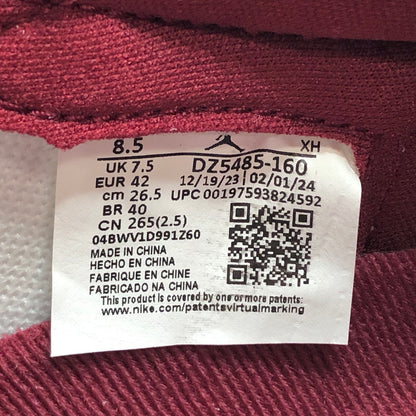 8.5 XH
UK 7.5 DZ5485-160
EUR 42 12/19/23 02/01/24
cm 26.5 UPC 00197593824592
BR 40
CN 265(2.5)
04BWV1D991Z60
MADE IN CHINA
HECHO EN CHINA
FABRIQUE EN CHINE
FABRICADO NA CHINA
This product is covered by one or more patents:
www.nike.com/patentsvirtualmarking